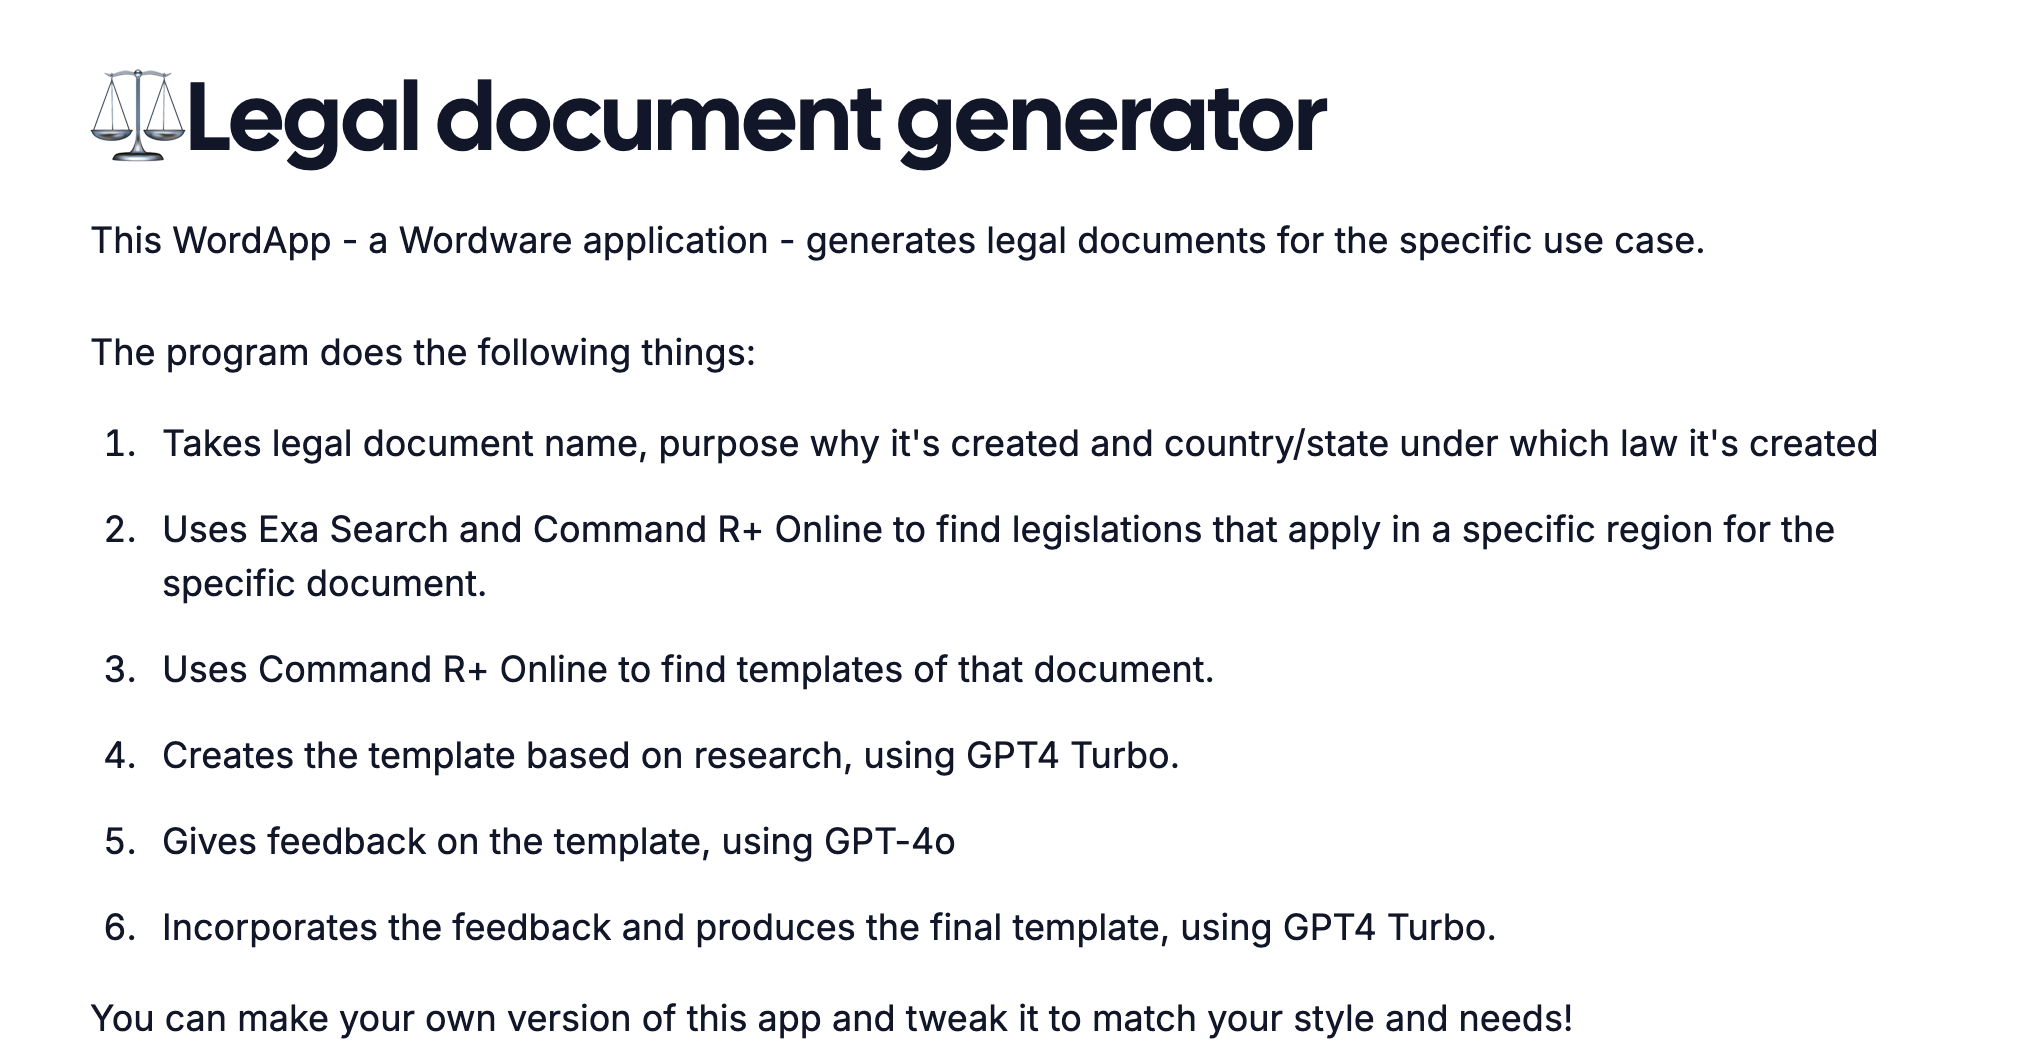 ⚖️Legal document generator
This WordApp - a Wordware application - generates legal documents for the specific use case.
The program does the following things:
1. Takes legal document name, purpose why it's created and country/state under which law it's created
2. Uses Exa Search and Command R+ Online to find legislations that apply in a specific region for the
specific document.
3. Uses Command R+ Online to find templates of that document.
4. Creates the template based on research, using GPT4 Turbo.
5. Gives feedback on the template, using GPT-4o
6. Incorporates the feedback and produces the final template, using GPT4 Turbo.
You can make your own version of this app and tweak it to match your style and needs!